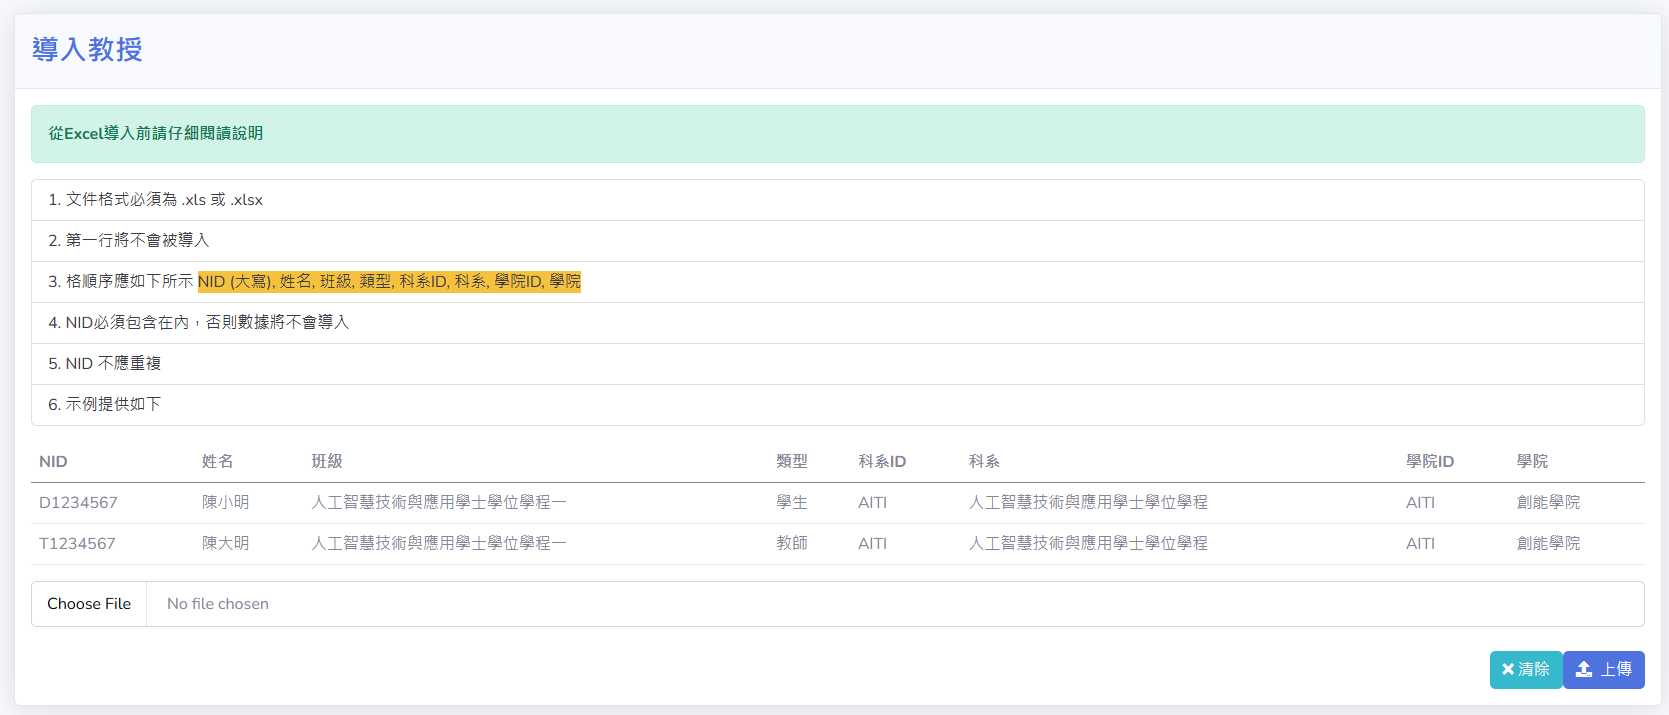 導入教授
從Excel導入前請仔細閱讀說明
1. 文件格式必須為 .xls 或 .xlsx
2. 第一行將不會被導入
3. 格順序應如下所示 NID (大寫), 姓名, 班級, 類型, 科系ID, 科系, 學院ID, 學院
4. NID必須包含在內，否則數據將不會導入
5. NID 不應重複
6. 示例提供如下
NID 姓名 班級 類型 科系ID 科系 學院ID 學院
D1234567 陳小明 人工智慧技術與應用學士學位學程一 學生 AITI 人工智慧技術與應用學士學位學程 AITI 創能學院
T1234567 陳大明 人工智慧技術與應用學士學位學程一 教師 AITI 人工智慧技術與應用學士學位學程 AITI 創能學院
Choose File No file chosen
清除 上傳